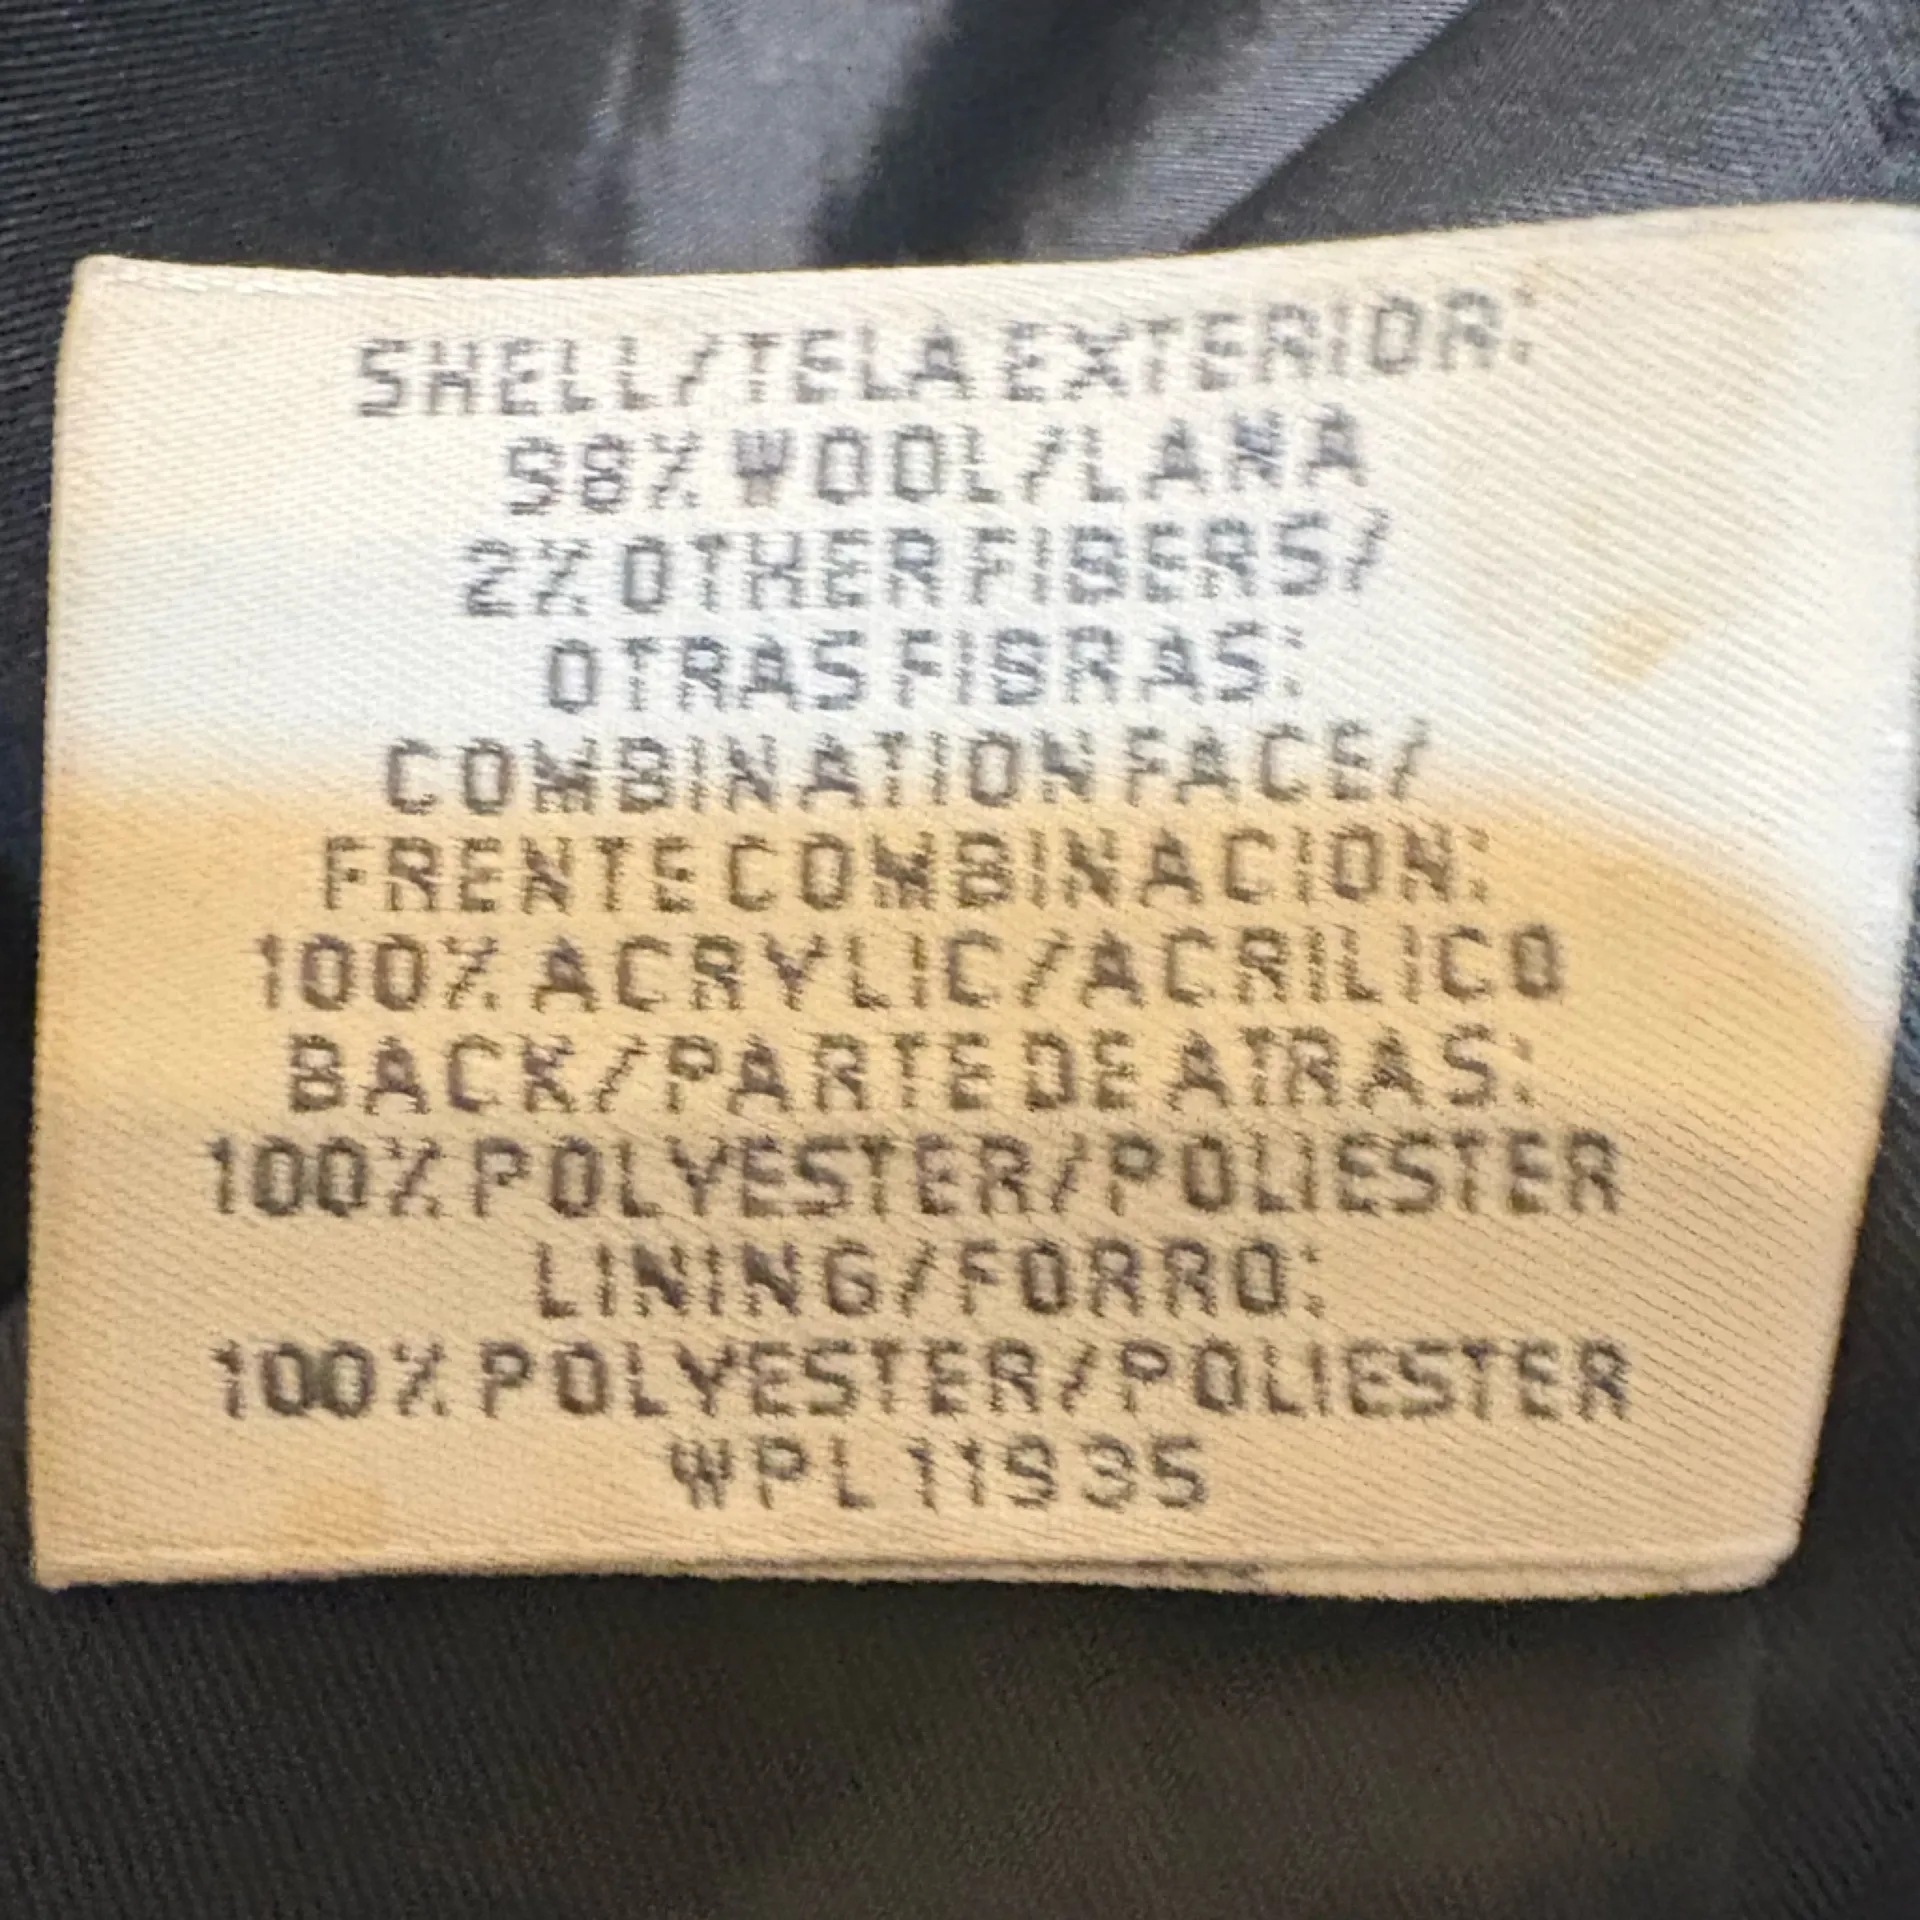 SHELL/TELA EXTERIOR:
98% WOOL/LANA
2% OTHER FIBERS/
OTRAS FIBRAS:
COMBINATION FACE/
FRENTE COMBINACION:
100% ACRYLIC/ACRILICO
BACK/PARTE DE ATRAS:
100% POLYESTER/POLIESTER
LINING/FORRO:
100% POLYESTER/POLIESTER
WPL 11935